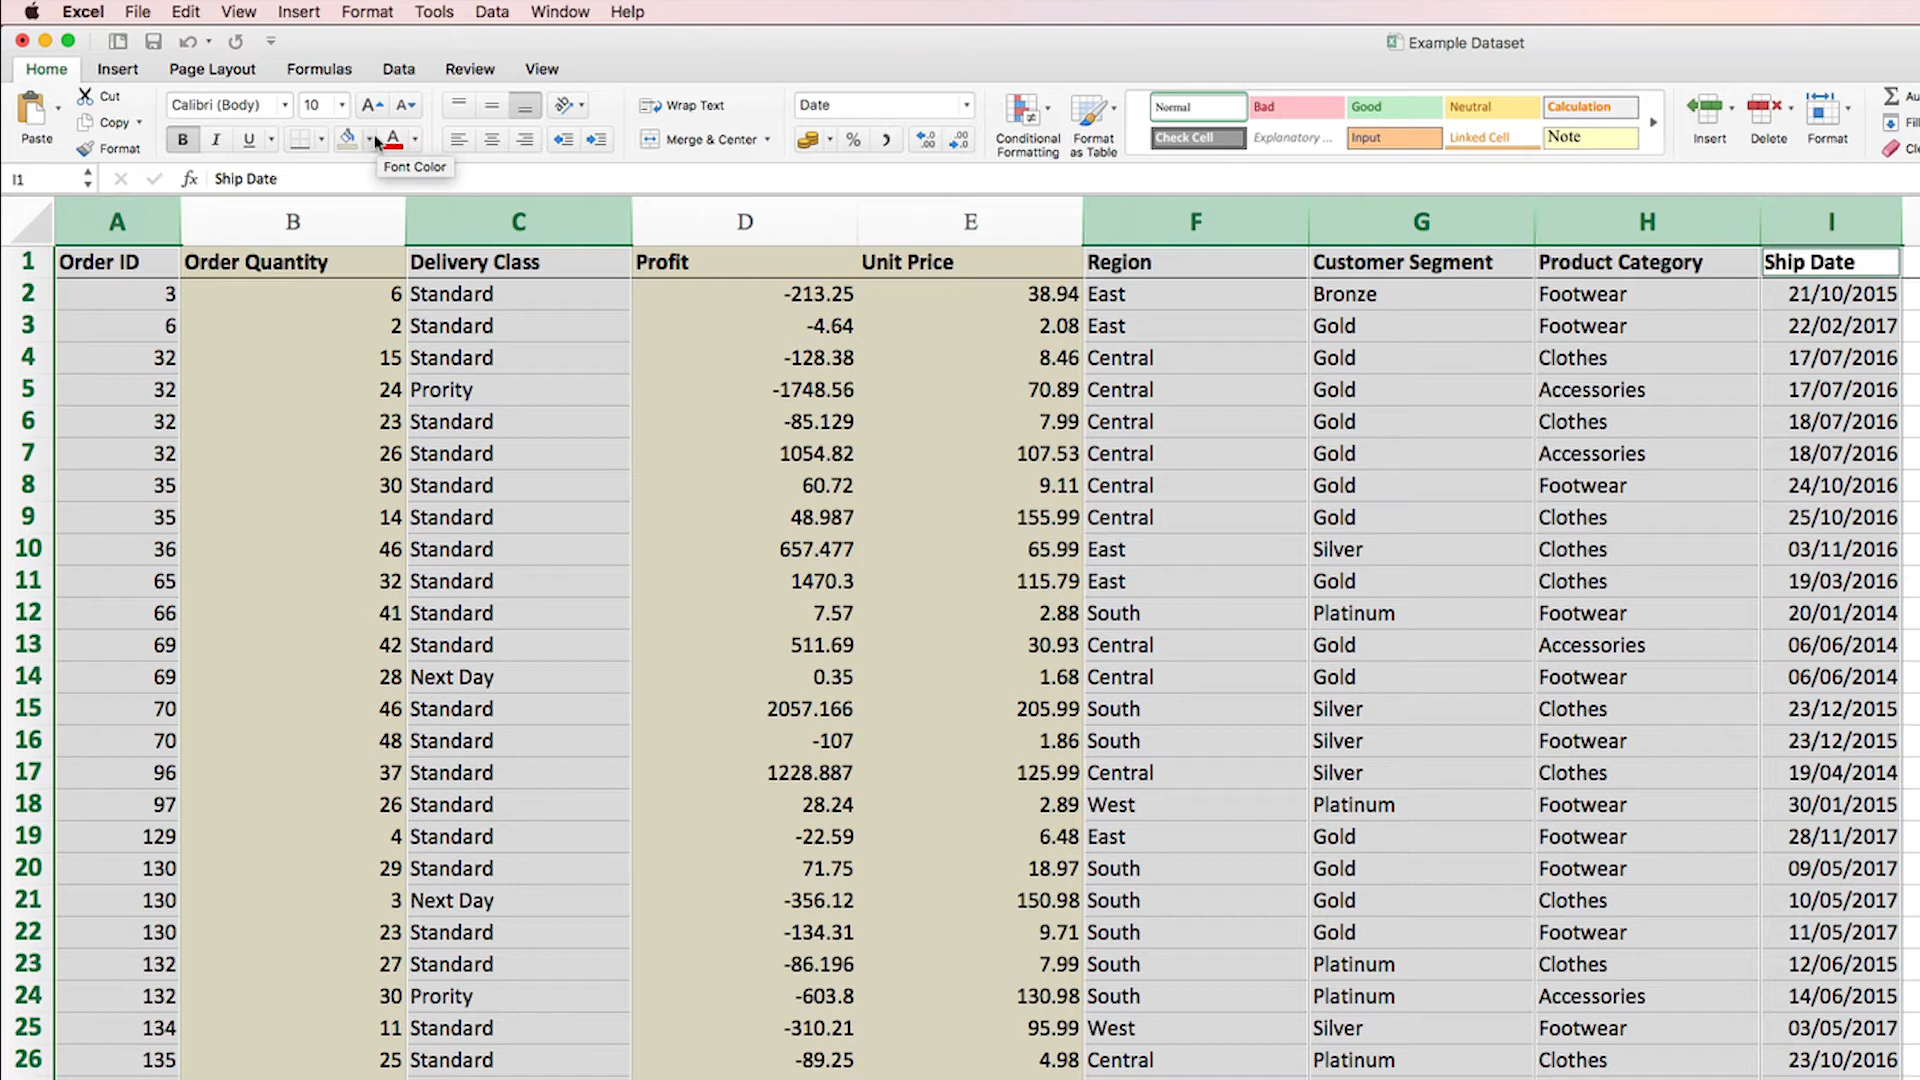 Excel File Edit View Insert Format Tools Data Window Help
Example Dataset
Home Insert Page Layout Formulas Data Review View
Paste Cut Copy Format
Calibri (Body) 10 A A
B I U A
Wrap Text
Merge & Center
Date
%
Conditional Formatting
Format as Table
Normal Bad Good Neutral Calculation
Check Cell Explanatory ... Input Linked Cell Note
Insert Delete Format
Font Color
I1 fx Ship Date
A B C D E F G H I
1 Order ID Order Quantity Delivery Class Profit Unit Price Region Customer Segment Product Category Ship Date
2 3 6 Standard -213.25 38.94 East Bronze Footwear 21/10/2015
3 6 2 Standard -4.64 2.08 East Gold Footwear 22/02/2017
4 32 15 Standard -128.38 8.46 Central Gold Clothes 17/07/2016
5 32 24 Prority -1748.56 70.89 Central Gold Accessories 17/07/2016
6 32 23 Standard -85.129 7.99 Central Gold Clothes 18/07/2016
7 32 26 Standard 1054.82 107.53 Central Gold Accessories 18/07/2016
8 35 30 Standard 60.72 9.11 Central Gold Footwear 24/10/2016
9 35 14 Standard 48.987 155.99 Central Gold Clothes 25/10/2016
10 36 46 Standard 657.477 65.99 East Silver Clothes 03/11/2016
11 65 32 Standard 1470.3 115.79 East Gold Clothes 19/03/2016
12 66 41 Standard 7.57 2.88 South Platinum Footwear 20/01/2014
13 69 42 Standard 511.69 30.93 Central Gold Accessories 06/06/2014
14 69 28 Next Day 0.35 1.68 Central Gold Footwear 06/06/2014
15 70 46 Standard 2057.166 205.99 South Silver Clothes 23/12/2015
16 70 48 Standard -107 1.86 South Silver Footwear 23/12/2015
17 96 37 Standard 1228.887 125.99 Central Silver Clothes 19/04/2014
18 97 26 Standard 28.24 2.89 West Platinum Footwear 30/01/2015
19 129 4 Standard -22.59 6.48 East Gold Footwear 28/11/2017
20 130 29 Standard 71.75 18.97 South Gold Footwear 09/05/2017
21 130 3 Next Day -356.12 150.98 South Gold Clothes 10/05/2017
22 130 23 Standard -134.31 9.71 South Gold Footwear 11/05/2017
23 132 27 Standard -86.196 7.99 South Platinum Clothes 12/06/2015
24 132 30 Prority -603.8 130.98 South Platinum Accessories 14/06/2015
25 134 11 Standard -310.21 95.99 West Silver Footwear 03/05/2017
26 135 25 Standard -89.25 4.98 Central Platinum Clothes 23/10/2016